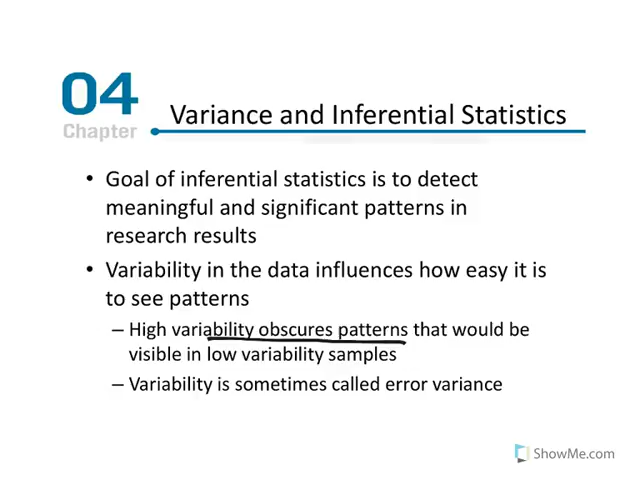 04
Chapter
Variance and Inferential Statistics
• Goal of inferential statistics is to detect
meaningful and significant patterns in
research results
• Variability in the data influences how easy it is
to see patterns
– High variability obscures patterns that would be
visible in low variability samples
– Variability is sometimes called error variance
ShowMe.com